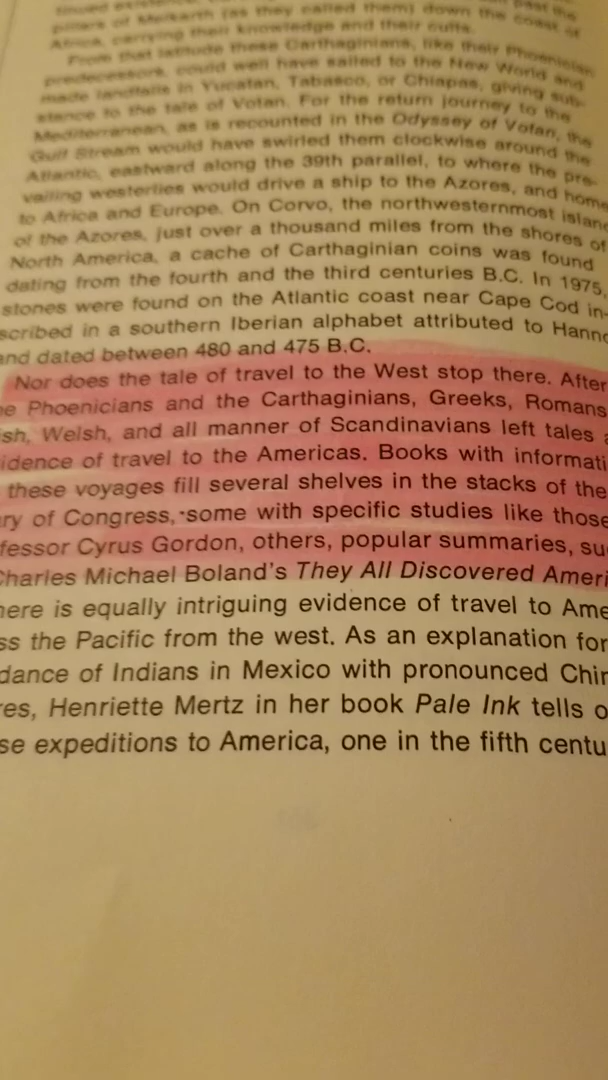 tinued existence, past the
pillars of Melkarth (as they called them) down the coast of
Africa, carrying their knowledge and their cults.
From that latitude these Carthaginians, like their Phoenician
predecessors, could well have sailed to the New World and
made landfalls in Yucatan, Tabasco, or Chiapas, giving sub-
stance to the tale of Votan. For the return journey to the
Mediterranean, as is recounted in the Odyssey of Votan, the
Gulf Stream would have swirled them clockwise around the
Atlantic, eastward along the 39th parallel, to where the pre-
vailing westerlies would drive a ship to the Azores, and home
to Africa and Europe. On Corvo, the northwesternmost islan
of the Azores, just over a thousand miles from the shores of
North America, a cache of Carthaginian coins was found
dating from the fourth and the third centuries B.C. In 1975,
stones were found on the Atlantic coast near Cape Cod in-
scribed in a southern Iberian alphabet attributed to Hanno
and dated between 480 and 475 B.C.
Nor does the tale of travel to the West stop there. After
e Phoenicians and the Carthaginians, Greeks, Romans
ish, Welsh, and all manner of Scandinavians left tales a
idence of travel to the Americas. Books with informati
these voyages fill several shelves in the stacks of the
ry of Congress, some with specific studies like those
fessor Cyrus Gordon, others, popular summaries, su
Charles Michael Boland's They All Discovered Ameri
here is equally intriguing evidence of travel to Ame
ss the Pacific from the west. As an explanation for
dance of Indians in Mexico with pronounced Chin
res, Henriette Mertz in her book Pale Ink tells o
se expeditions to America, one in the fifth centu